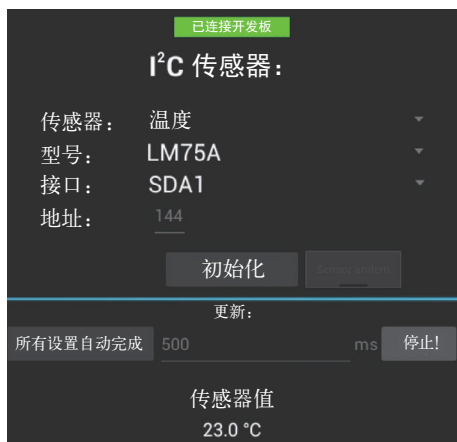 已连接开发板
I²C 传感器：
传感器： 温度
型号： LM75A
接口： SDA1
地址： 144
初始化 Sensor ändern
更新：
所有设置自动完成 500 ms 停止!
传感器值
23.0 °C